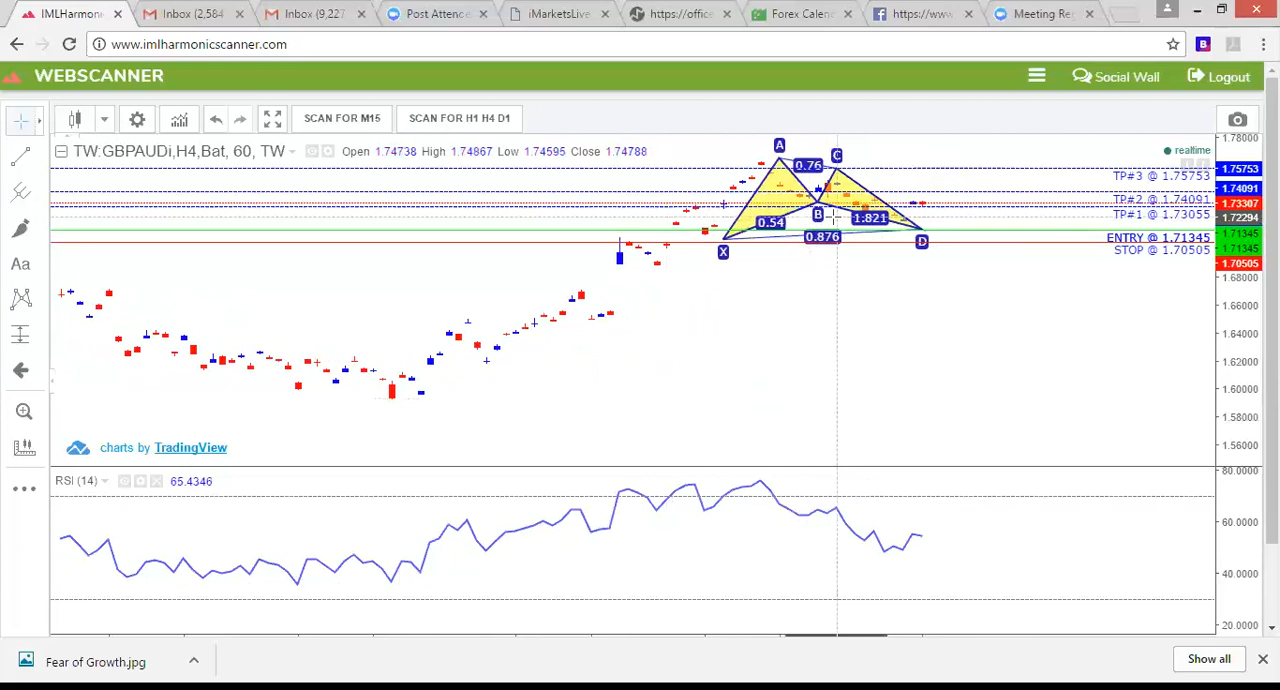 IMLHarmo
Inbox (2,584
Inbox (9,227
Post Attende
iMarketsLive
https://office
Forex Calen
https://www
Meeting Re
www.imlharmonicscanner.com
WEBSCANNER
Social Wall
Logout
SCAN FOR M15
SCAN FOR H1 H4 D1
TW:GBPAUDi,H4,Bat, 60, TW
Open 1.74738 High 1.74867 Low 1.74595 Close 1.74788
realtime
1.78000
A
0.76
C
TP#3 @ 1.75753
1.75753
TP#2 @ 1.74091
1.74091
1.73307
B
TP#1 @ 1.73055
1.72294
0.54
1.821
0.876
X
D
ENTRY @ 1.71345
1.71345
1.71345
STOP @ 1.70505
1.70505
1.68000
1.66000
1.64000
1.62000
1.60000
1.58000
1.56000
Aa
charts by TradingView
RSI (14)
65.4346
80.0000
60.0000
40.0000
20.0000
Fear of Growth.jpg
Show all